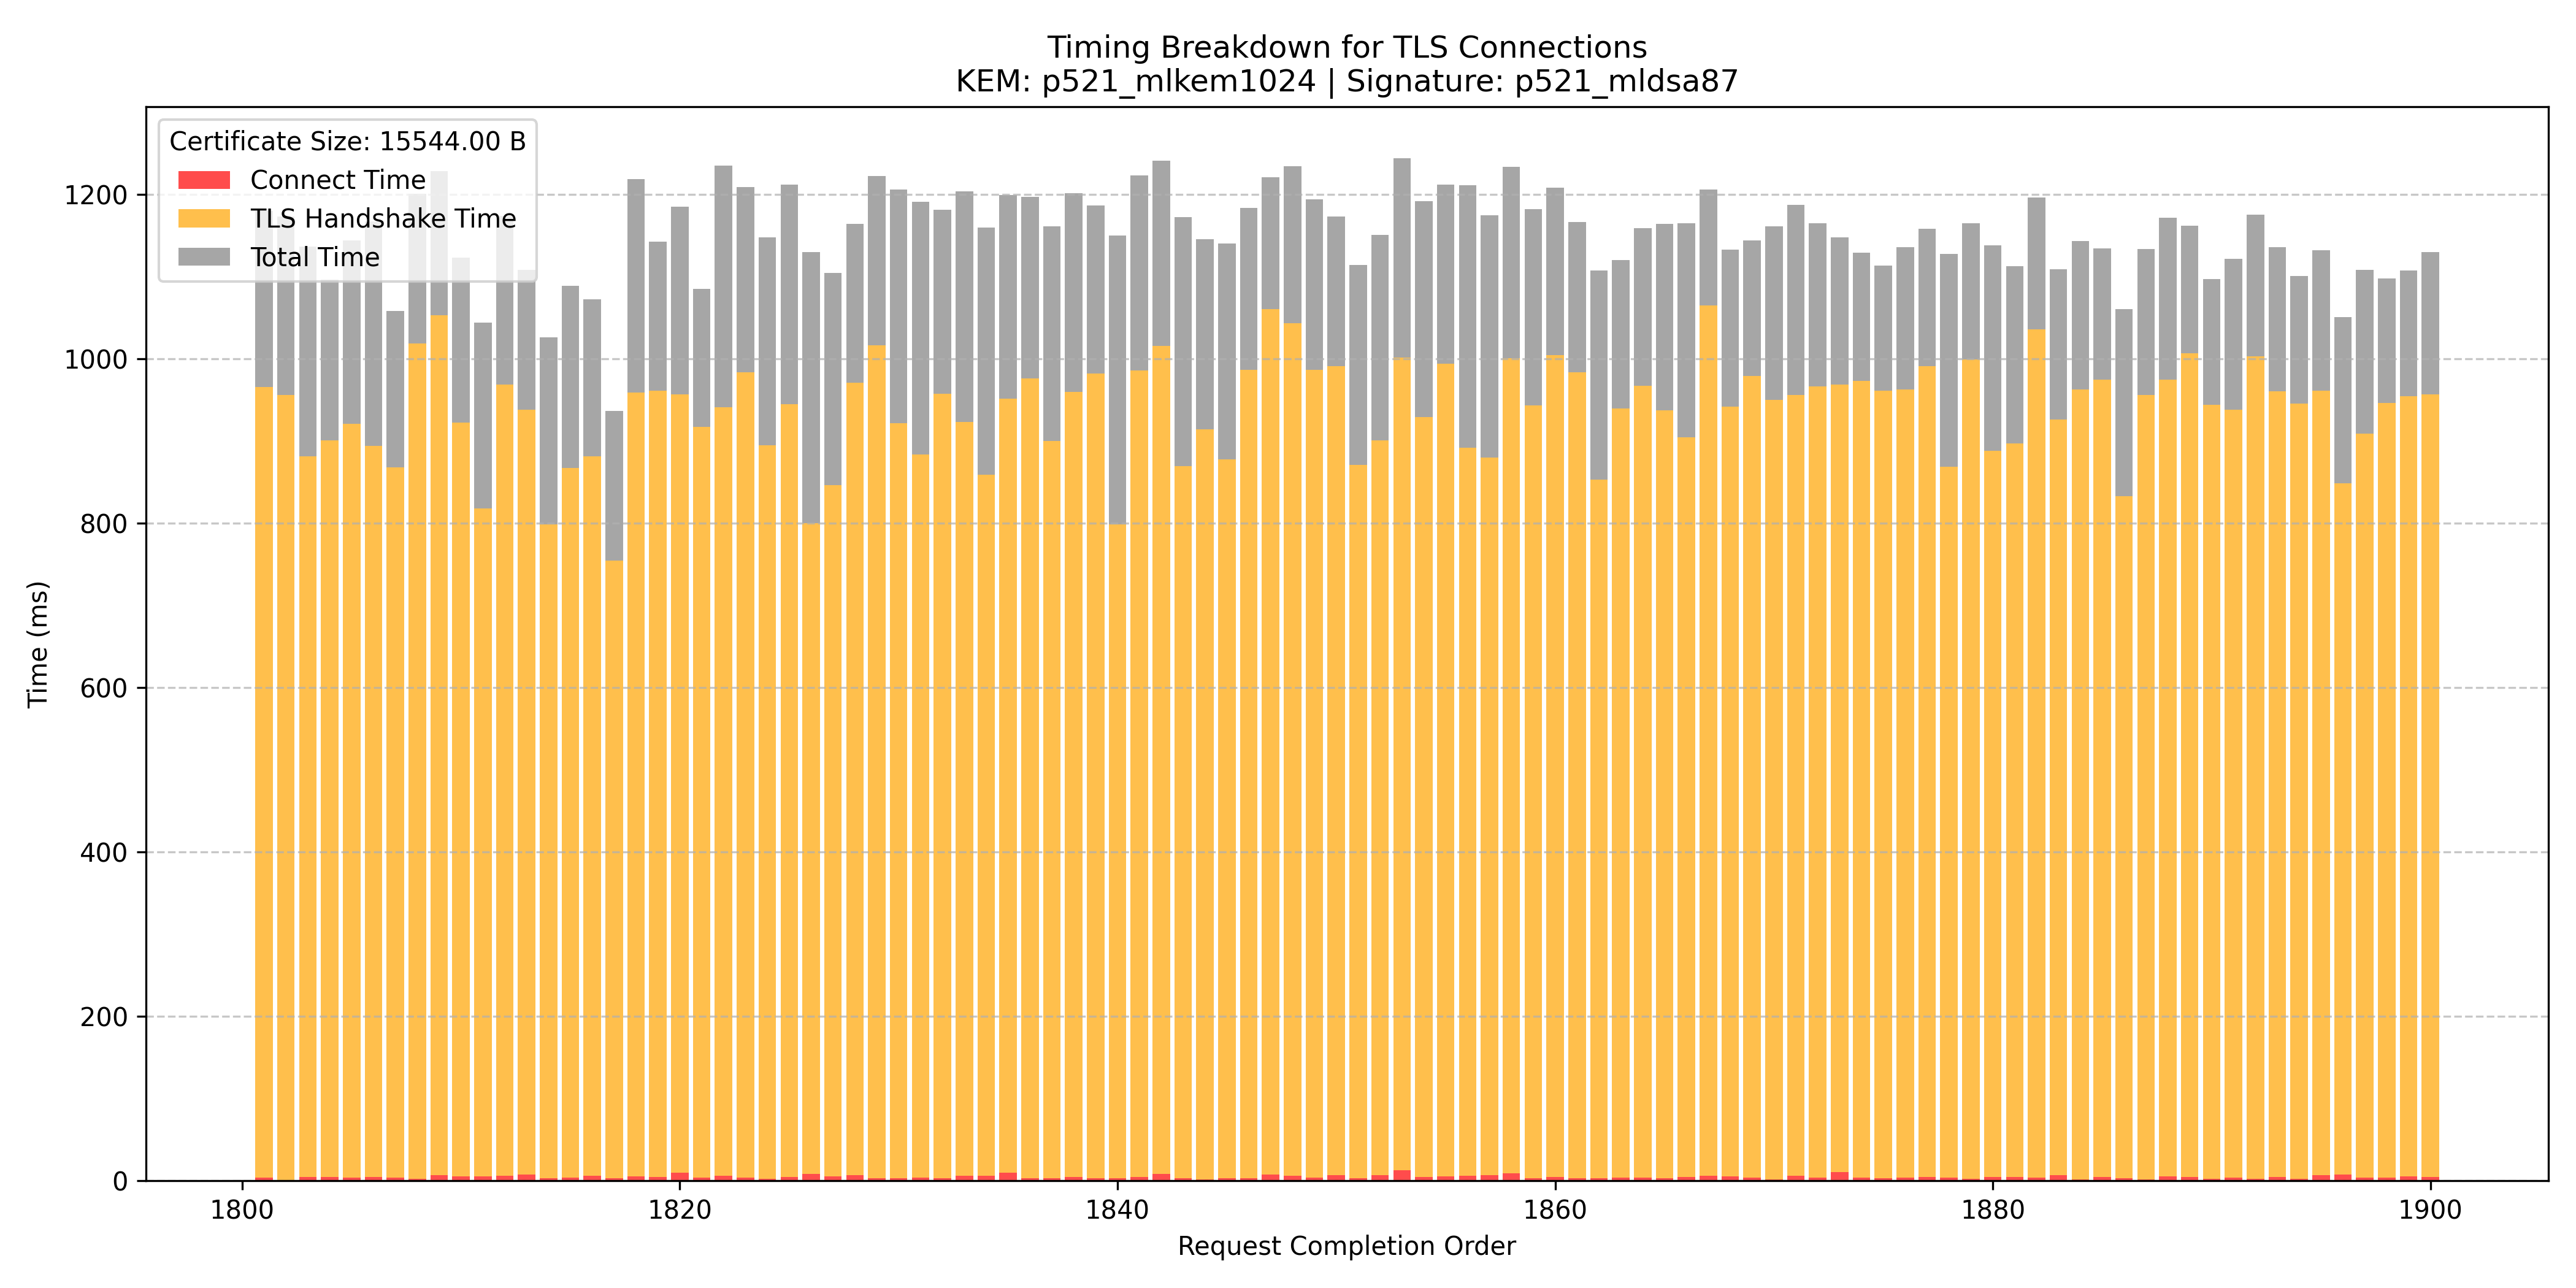 Timing Breakdown for TLS Connections
KEM: p521_mlkem1024 | Signature: p521_mldsa87
Certificate Size: 15544.00 B
Connect Time
TLS Handshake Time
Total Time
1200
1000
800
600
400
200
0
Time (ms)
1800
1820
1840
1860
1880
1900
Request Completion Order